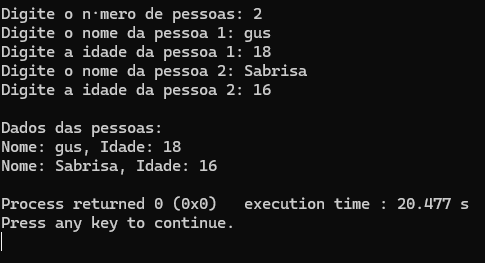 Digite o n·mero de pessoas: 2
Digite o nome da pessoa 1: gus
Digite a idade da pessoa 1: 18
Digite o nome da pessoa 2: Sabrisa
Digite a idade da pessoa 2: 16
Dados das pessoas:
Nome: gus, Idade: 18
Nome: Sabrisa, Idade: 16
Process returned 0 (0x0)   execution time : 20.477 s
Press any key to continue.